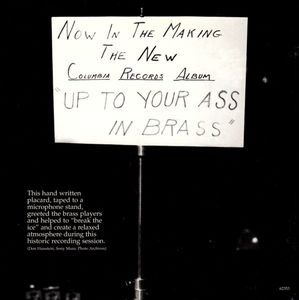 NOW IN THE MAKING
THE NEW
COLUMBIA RECORDS ALBUM
"UP TO YOUR ASS
IN BRASS"
This hand written
placard, taped to a
microphone stand,
greeted the brass players
and helped to "break the
ice" and create a relaxed
atmosphere during this
historic recording session.
(Don Hunstein, Sony Music Photo Archives)